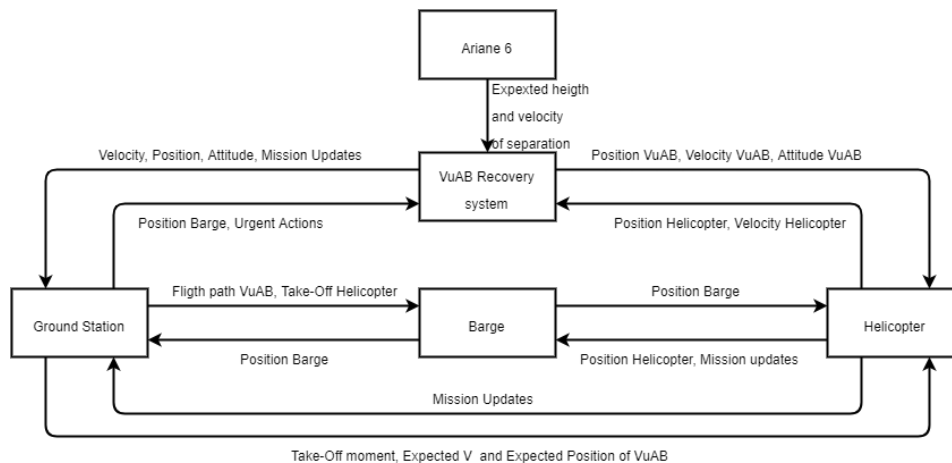 Ariane 6
Expexted heigth
and velocity
of separation
Velocity, Position, Attitude, Mission Updates
Position VuAB, Velocity VuAB, Attitude VuAB
VuAB Recovery
system
Position Barge, Urgent Actions
Position Helicopter, Velocity Helicopter
Fligth path VuAB, Take-Off Helicopter
Position Barge
Ground Station
Barge
Helicopter
Position Barge
Position Helicopter, Mission updates
Mission Updates
Take-Off moment, Expected V and Expected Position of VuAB